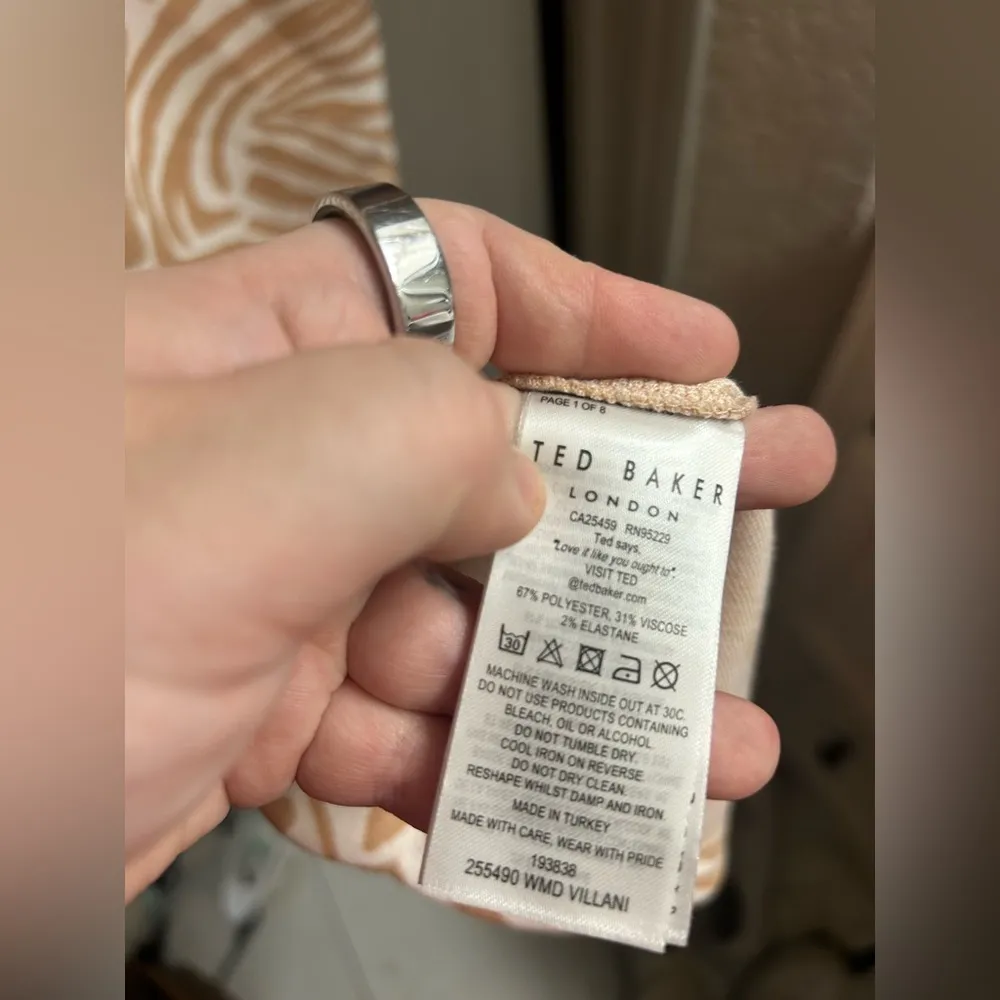 PAGE 1 OF 8
TED BAKER
LONDON
CA25459 RN95229
Ted says,
"Love it like you ought to".
VISIT TED
@tedbaker.com
67% POLYESTER, 31% VISCOSE
2% ELASTANE
30
MACHINE WASH INSIDE OUT AT 30C.
DO NOT USE PRODUCTS CONTAINING
BLEACH, OIL OR ALCOHOL.
DO NOT TUMBLE DRY.
COOL IRON ON REVERSE.
DO NOT DRY CLEAN.
RESHAPE WHILST DAMP AND IRON.
MADE IN TURKEY
MADE WITH CARE, WEAR WITH PRIDE
193838
255490 WMD VILLANI